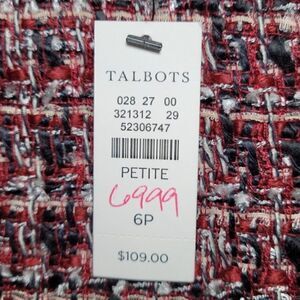 TALBOTS
028 27 00
321312 29
52306747
PETITE
6999
6P
$109.00